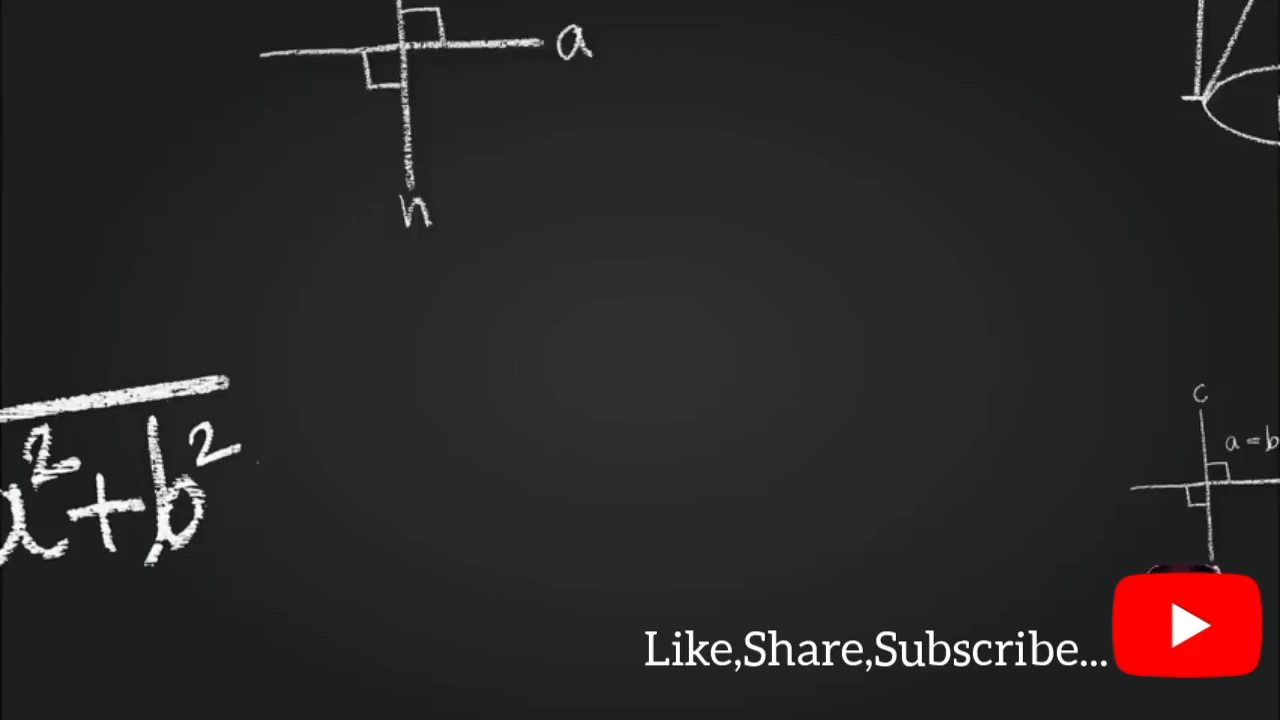 a
n
c
a = b
a²+b²
Like,Share,Subscribe...